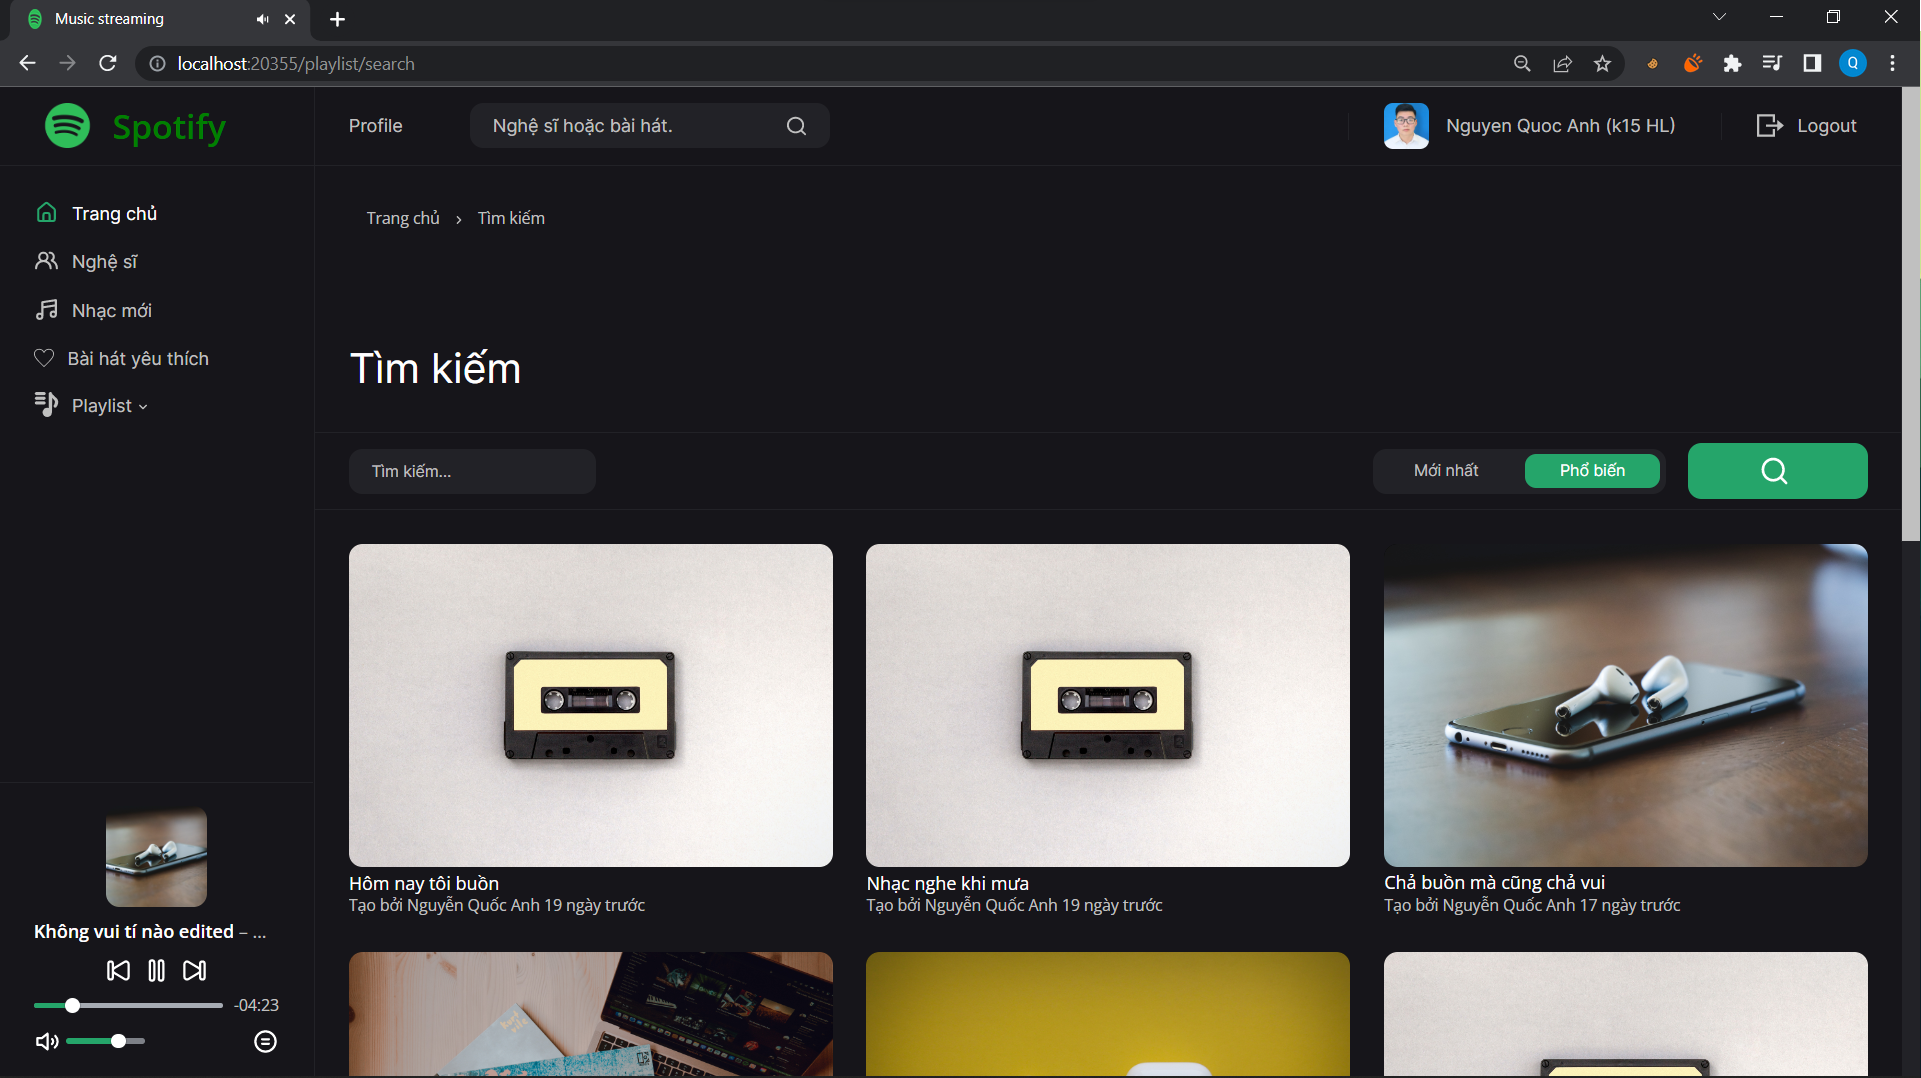 Music streaming
localhost:20355/playlist/search
Spotify
Profile
Nghệ sĩ hoặc bài hát.
Nguyen Quoc Anh (k15 HL)
Logout
Q
Trang chủ
Nghệ sĩ
Nhạc mới
Bài hát yêu thích
Playlist
Trang chủ › Tìm kiếm
Tìm kiếm
Tìm kiếm...
Mới nhất
Phổ biến
Hôm nay tôi buồn
Tạo bởi Nguyễn Quốc Anh 19 ngày trước
Nhạc nghe khi mưa
Tạo bởi Nguyễn Quốc Anh 19 ngày trước
Chả buồn mà cũng chả vui
Tạo bởi Nguyễn Quốc Anh 17 ngày trước
Không vui tí nào edited – ...
-04:23